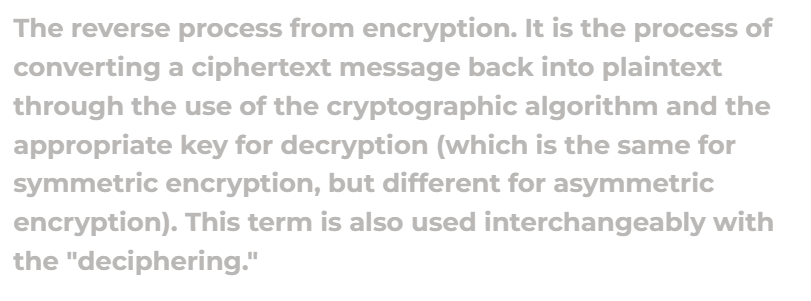 The reverse process from encryption. It is the process of
converting a ciphertext message back into plaintext
through the use of the cryptographic algorithm and the
appropriate key for decryption (which is the same for
symmetric encryption, but different for asymmetric
encryption). This term is also used interchangeably with
the "deciphering."